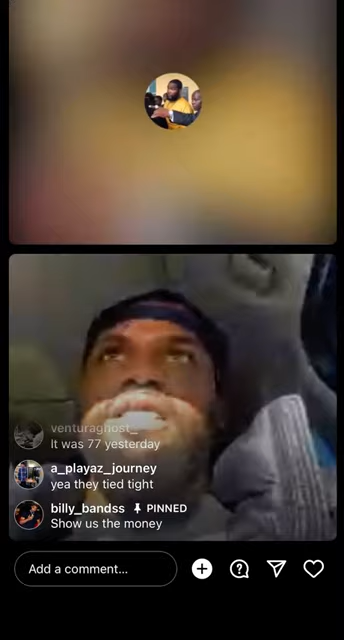 venturaghost_
It was 77 yesterday
a_playaz_journey
yea they tied tight
billy_bandss PINNED
Show us the money
Add a comment...